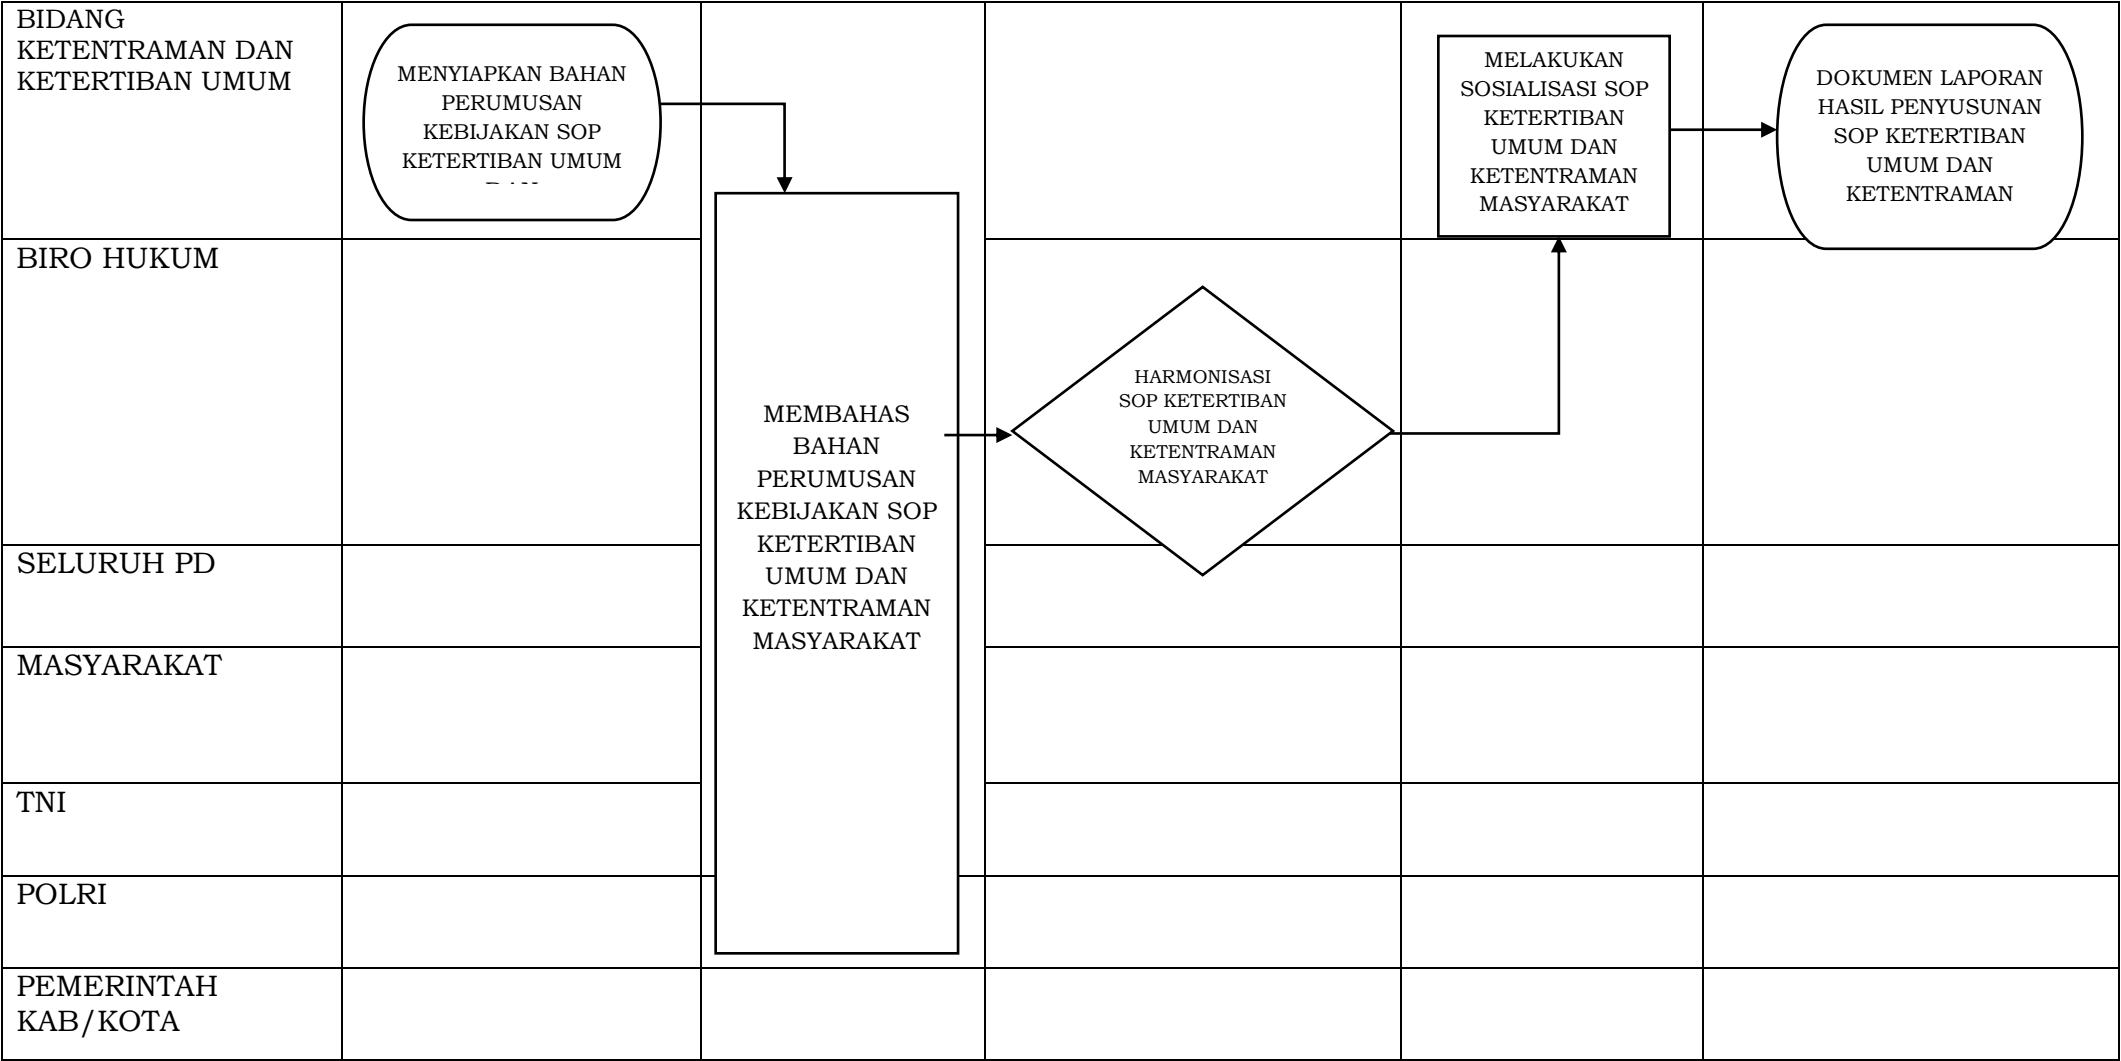 BIDANG
KETENTRAMAN DAN
KETERTIBAN UMUM
MENYIAPKAN BAHAN
PERUMUSAN
KEBIJAKAN SOP
KETERTIBAN UMUM
MELAKUKAN
SOSIALISASI SOP
KETERTIBAN
UMUM DAN
KETENTRAMAN
MASYARAKAT
DOKUMEN LAPORAN
HASIL PENYUSUNAN
SOP KETERTIBAN
UMUM DAN
KETENTRAMAN
BIRO HUKUM
MEMBAHAS
BAHAN
PERUMUSAN
KEBIJAKAN SOP
KETERTIBAN
UMUM DAN
KETENTRAMAN
MASYARAKAT
HARMONISASI
SOP KETERTIBAN
UMUM DAN
KETENTRAMAN
MASYARAKAT
SELURUH PD
MASYARAKAT
TNI
POLRI
PEMERINTAH
KAB/KOTA